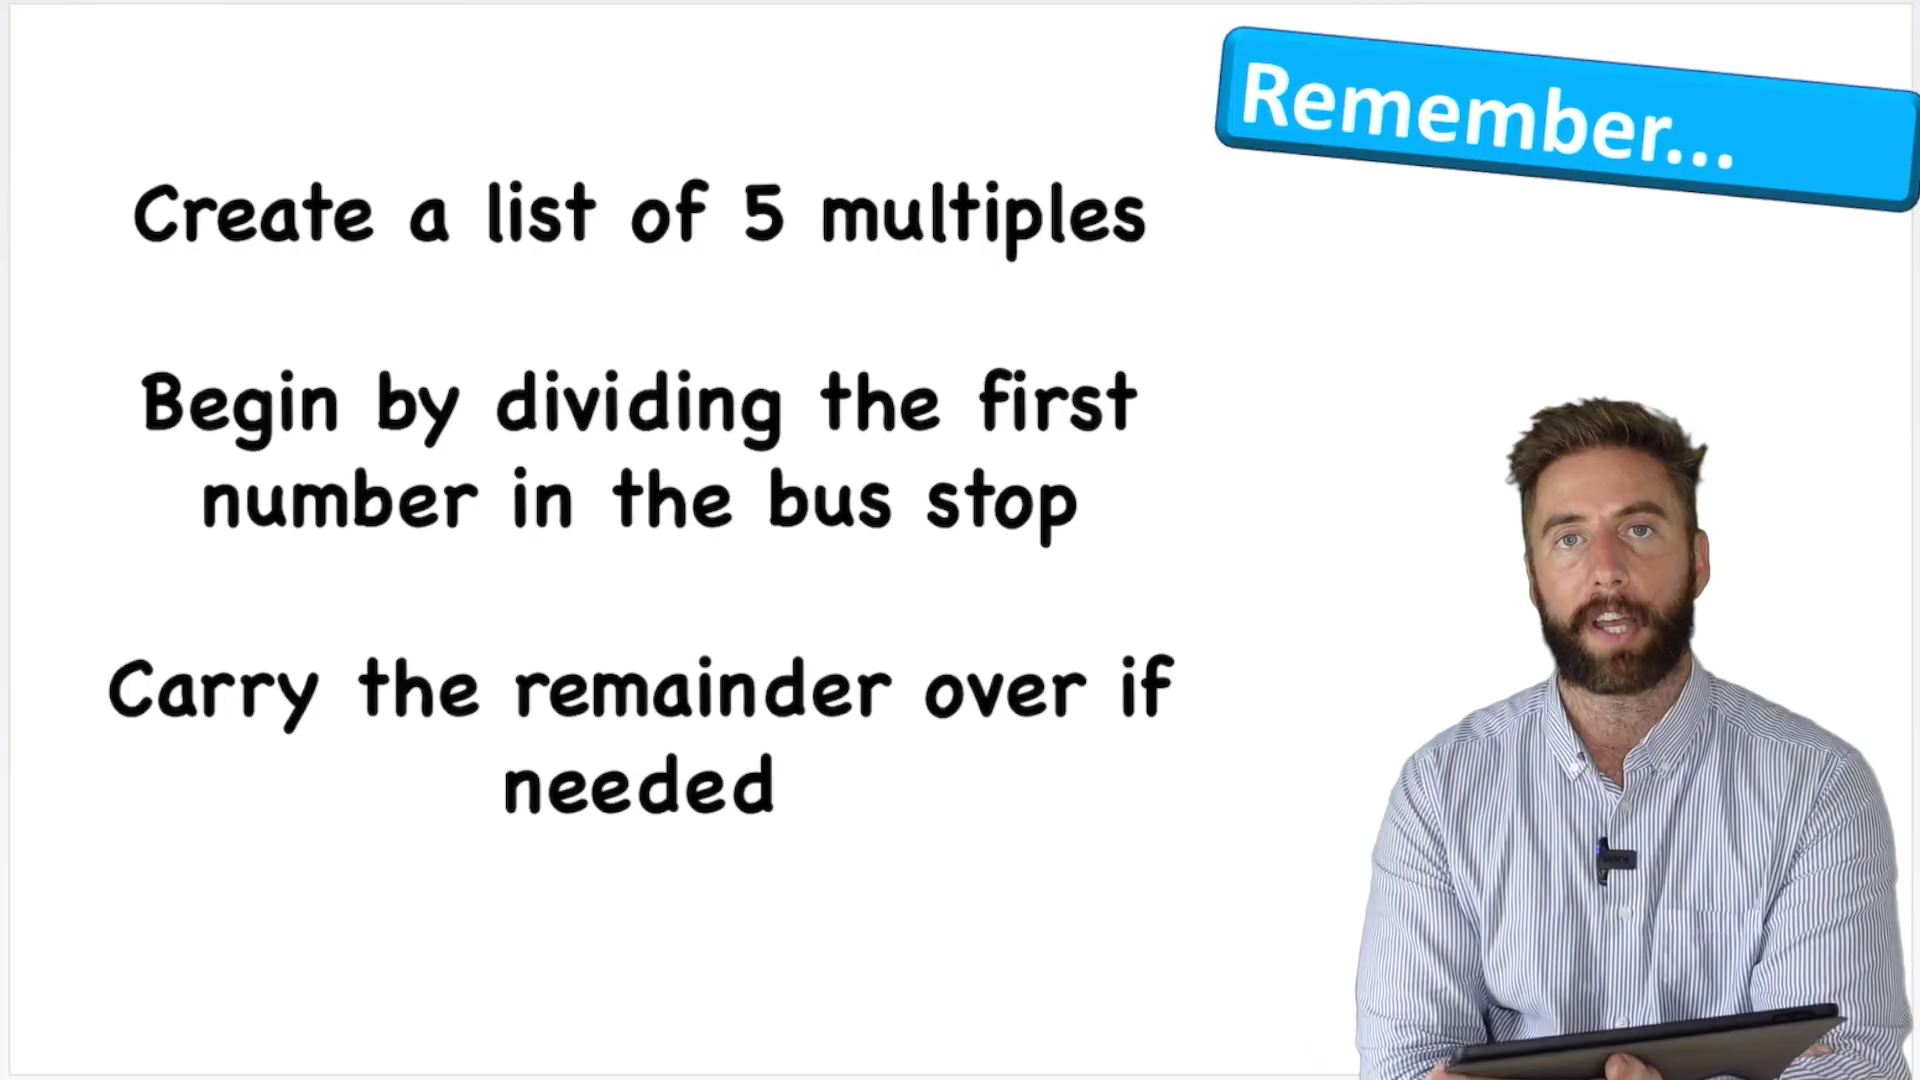 Remember...
Create a list of 5 multiples
Begin by dividing the first
number in the bus stop
Carry the remainder over if
needed